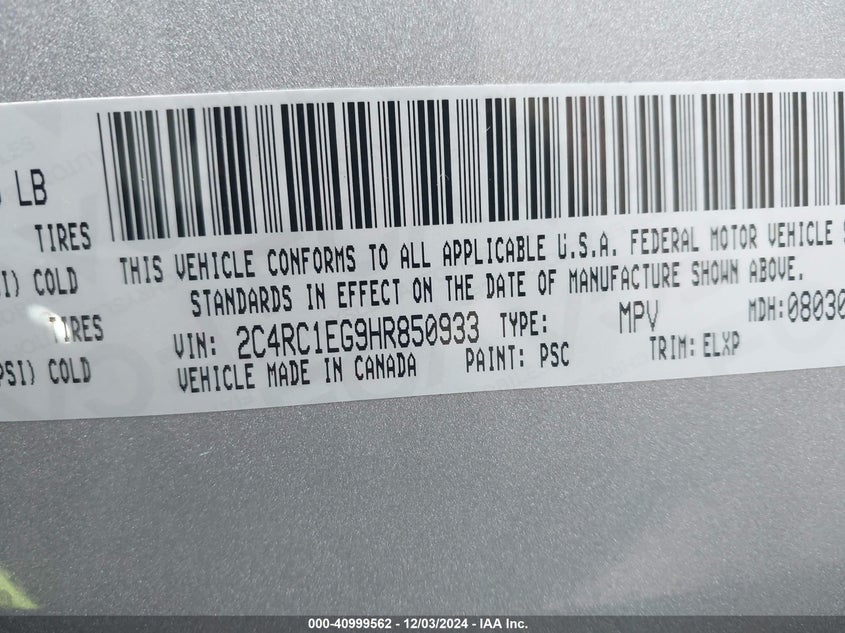 LB
TIRES
COLD
TIRES
PSI) COLD
THIS VEHICLE CONFORMS TO ALL APPLICABLE U.S.A. FEDERAL MOTOR VEHICLE
STANDARDS IN EFFECT ON THE DATE OF MANUFACTURE SHOWN ABOVE.
VIN: 2C4RC1EG9HR850933 TYPE: MPV MDH:08030
VEHICLE MADE IN CANADA PAINT: PSC TRIM: ELXP
000-40999562 - 12/03/2024 - IAA Inc.